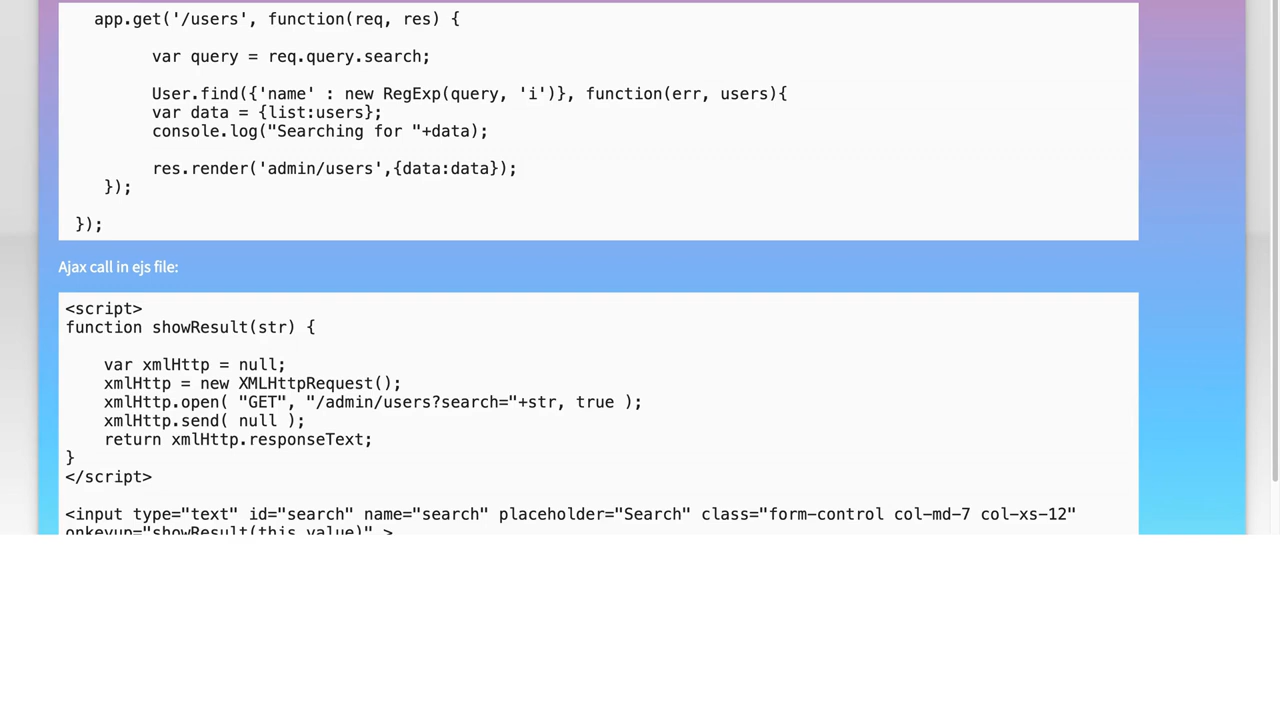 app.get('/users', function(req, res) {
var query = req.query.search;
User.find({'name' : new RegExp(query, 'i')}, function(err, users){
var data = {list:users};
console.log("Searching for "+data);
res.render('admin/users',{data:data});
});
});
Ajax call in ejs file:
<script>
function showResult(str) {
var xmlHttp = null;
xmlHttp = new XMLHttpRequest();
xmlHttp.open( "GET", "/admin/users?search="+str, true );
xmlHttp.send( null );
return xmlHttp.responseText;
}
</script>
<input type="text" id="search" name="search" placeholder="Search" class="form-control col-md-7 col-xs-12"
onkeyup="showResult(this.value)" >